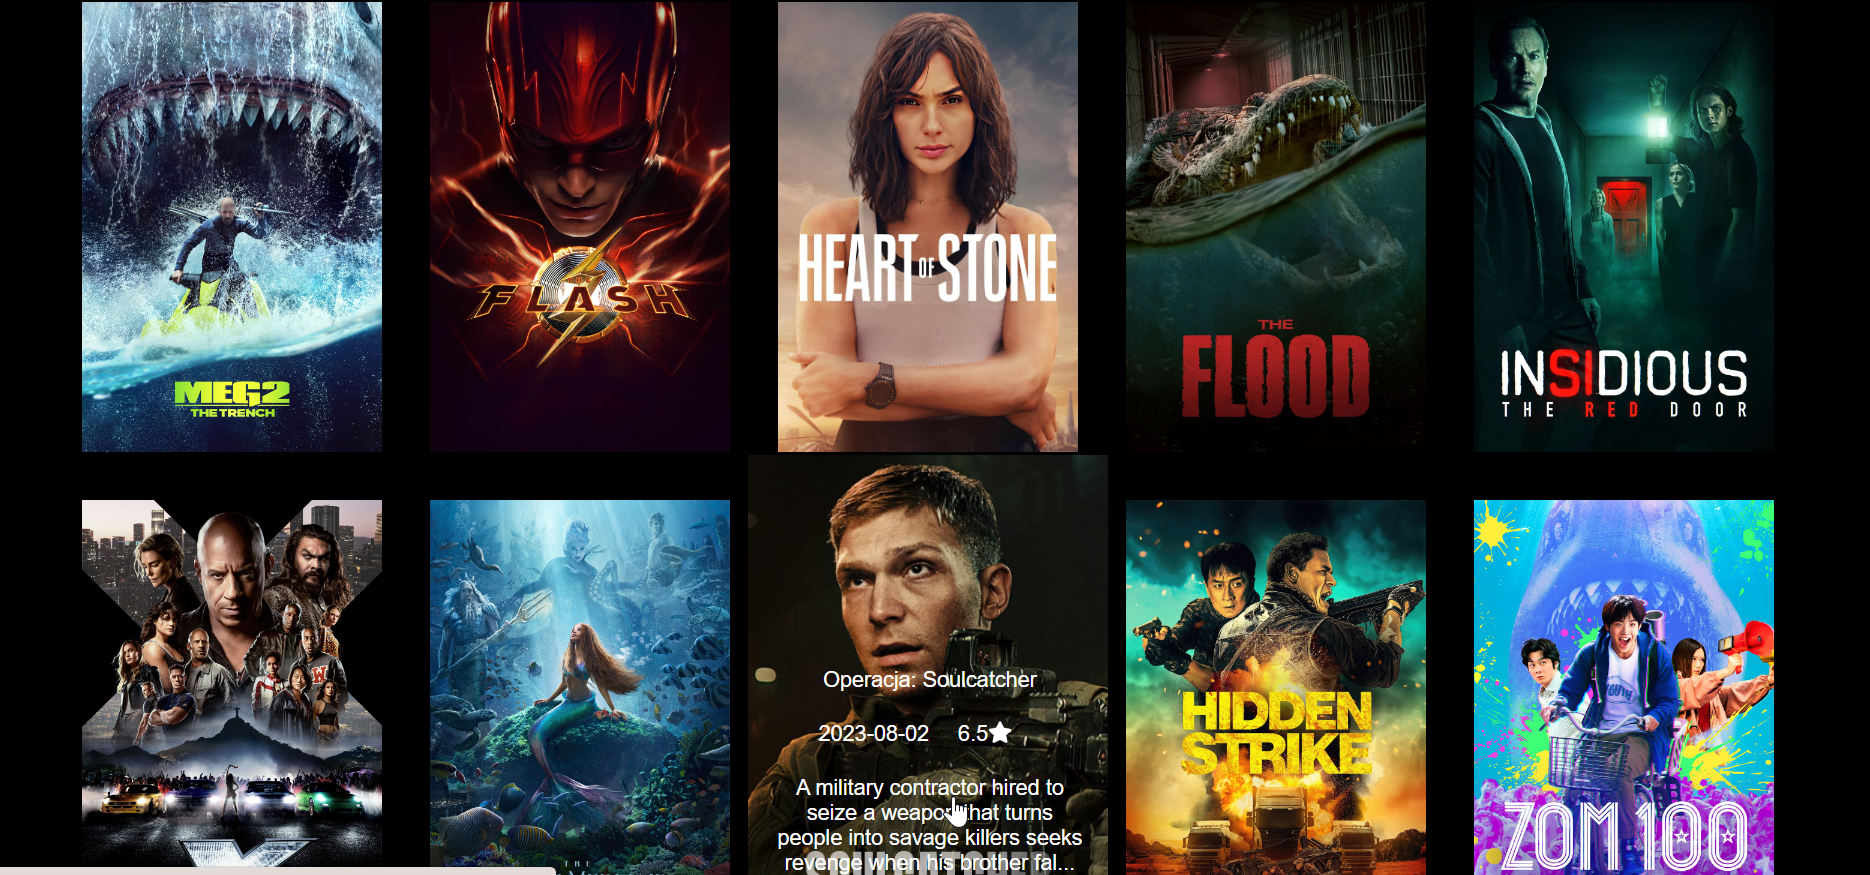 MEG2
THE TRENCH
FLASH
HEART OF STONE
THE
FLOOD
INSIDIOUS
THE RED DOOR
Operacja: Soulcatcher
2023-08-02 6.5★
A military contractor hired to
seize a weapon that turns
people into savage killers seeks
revenge when his brother fal...
THE
HIDDEN
STRIKE
ZOM 100